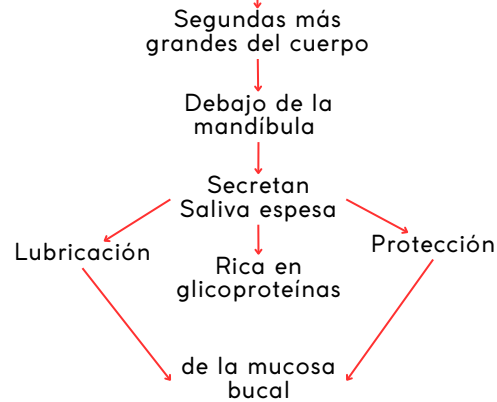 Segundas más
grandes del cuerpo
Debajo de la
mandíbula
Secretan
Saliva espesa
Lubricación
Protección
Rica en
glicoproteínas
de la mucosa
bucal